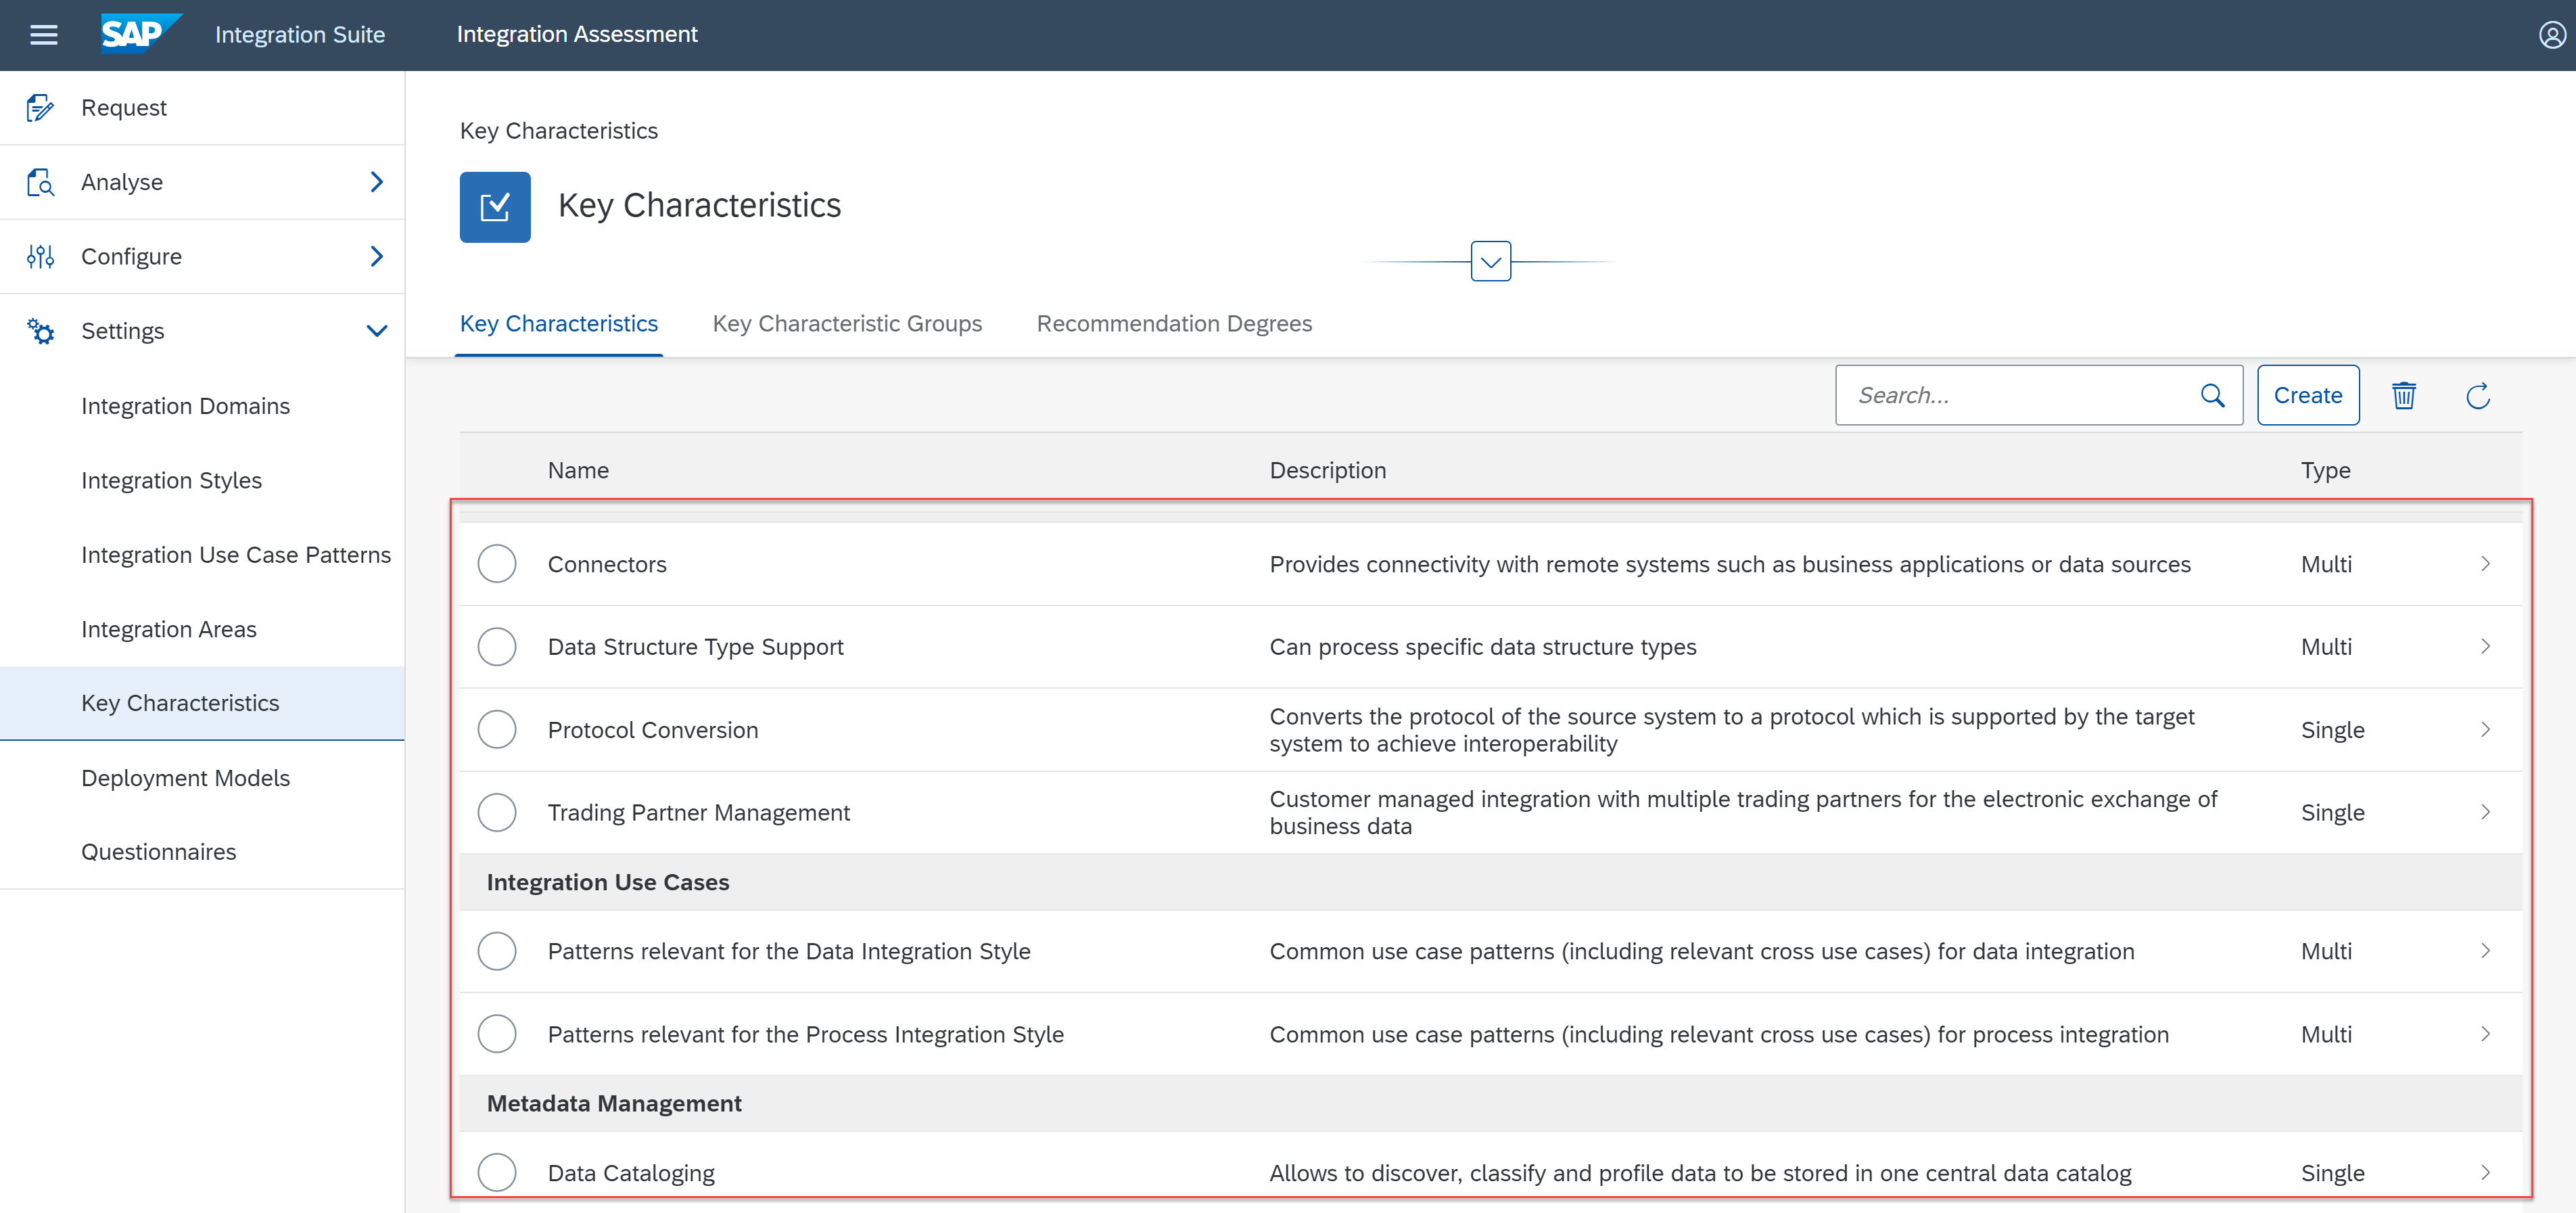 SAP Integration Suite Integration Assessment
Request
Analyse
Configure
Settings
Integration Domains
Integration Styles
Integration Use Case Patterns
Integration Areas
Key Characteristics
Deployment Models
Questionnaires
Key Characteristics
Key Characteristics
Key Characteristics Key Characteristic Groups Recommendation Degrees
Search... Create
Name Description Type
Connectors Provides connectivity with remote systems such as business applications or data sources Multi
Data Structure Type Support Can process specific data structure types Multi
Protocol Conversion Converts the protocol of the source system to a protocol which is supported by the target Single
system to achieve interoperability
Trading Partner Management Customer managed integration with multiple trading partners for the electronic exchange of Single
business data
Integration Use Cases
Patterns relevant for the Data Integration Style Common use case patterns (including relevant cross use cases) for data integration Multi
Patterns relevant for the Process Integration Style Common use case patterns (including relevant cross use cases) for process integration Multi
Metadata Management
Data Cataloging Allows to discover, classify and profile data to be stored in one central data catalog Single